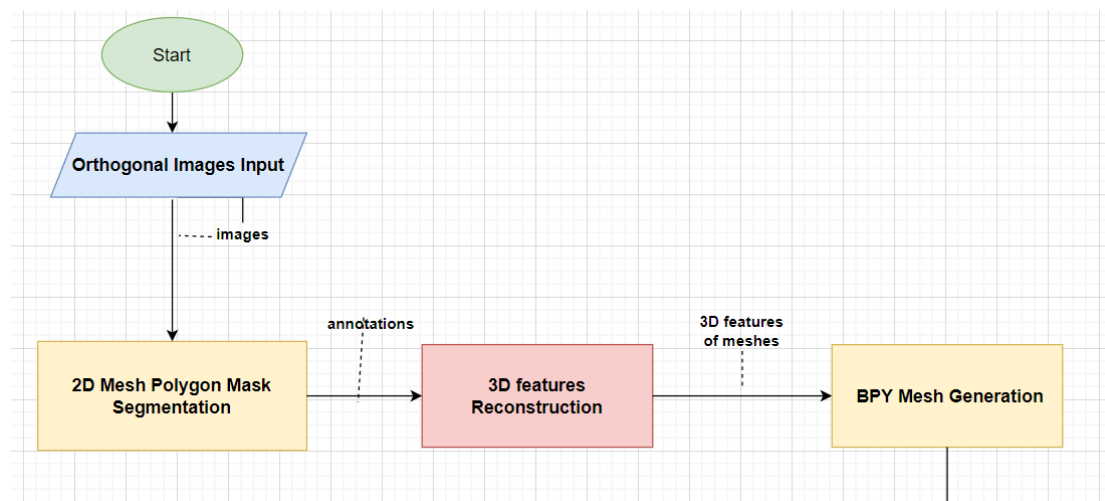 Start
Orthogonal Images Input
images
annotations
3D features
of meshes
2D Mesh Polygon Mask
Segmentation
3D features
Reconstruction
BPY Mesh Generation